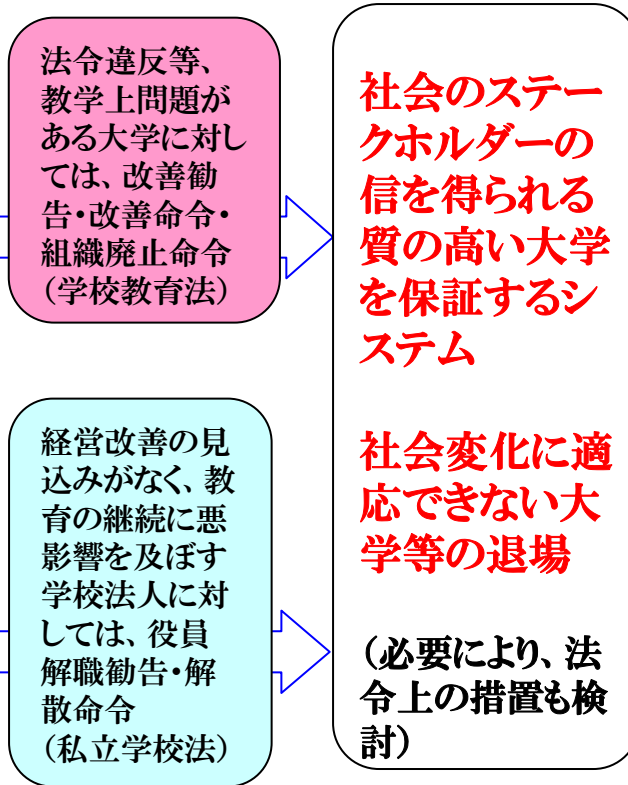 法令違反等、
教学上問題が
ある大学に対し
ては、改善勧
告・改善命令・
組織廃止命令
（学校教育法）
経営改善の見
込みがなく、教
育の継続に悪
影響を及ぼす
学校法人に対
しては、役員
解職勧告・解
散命令
（私立学校法）
社会のステー
クホルダーの
信を得られる
質の高い大学
を保証するシ
ステム
社会変化に適
応できない大
学等の退場
（必要により、法
令上の措置も検
討）